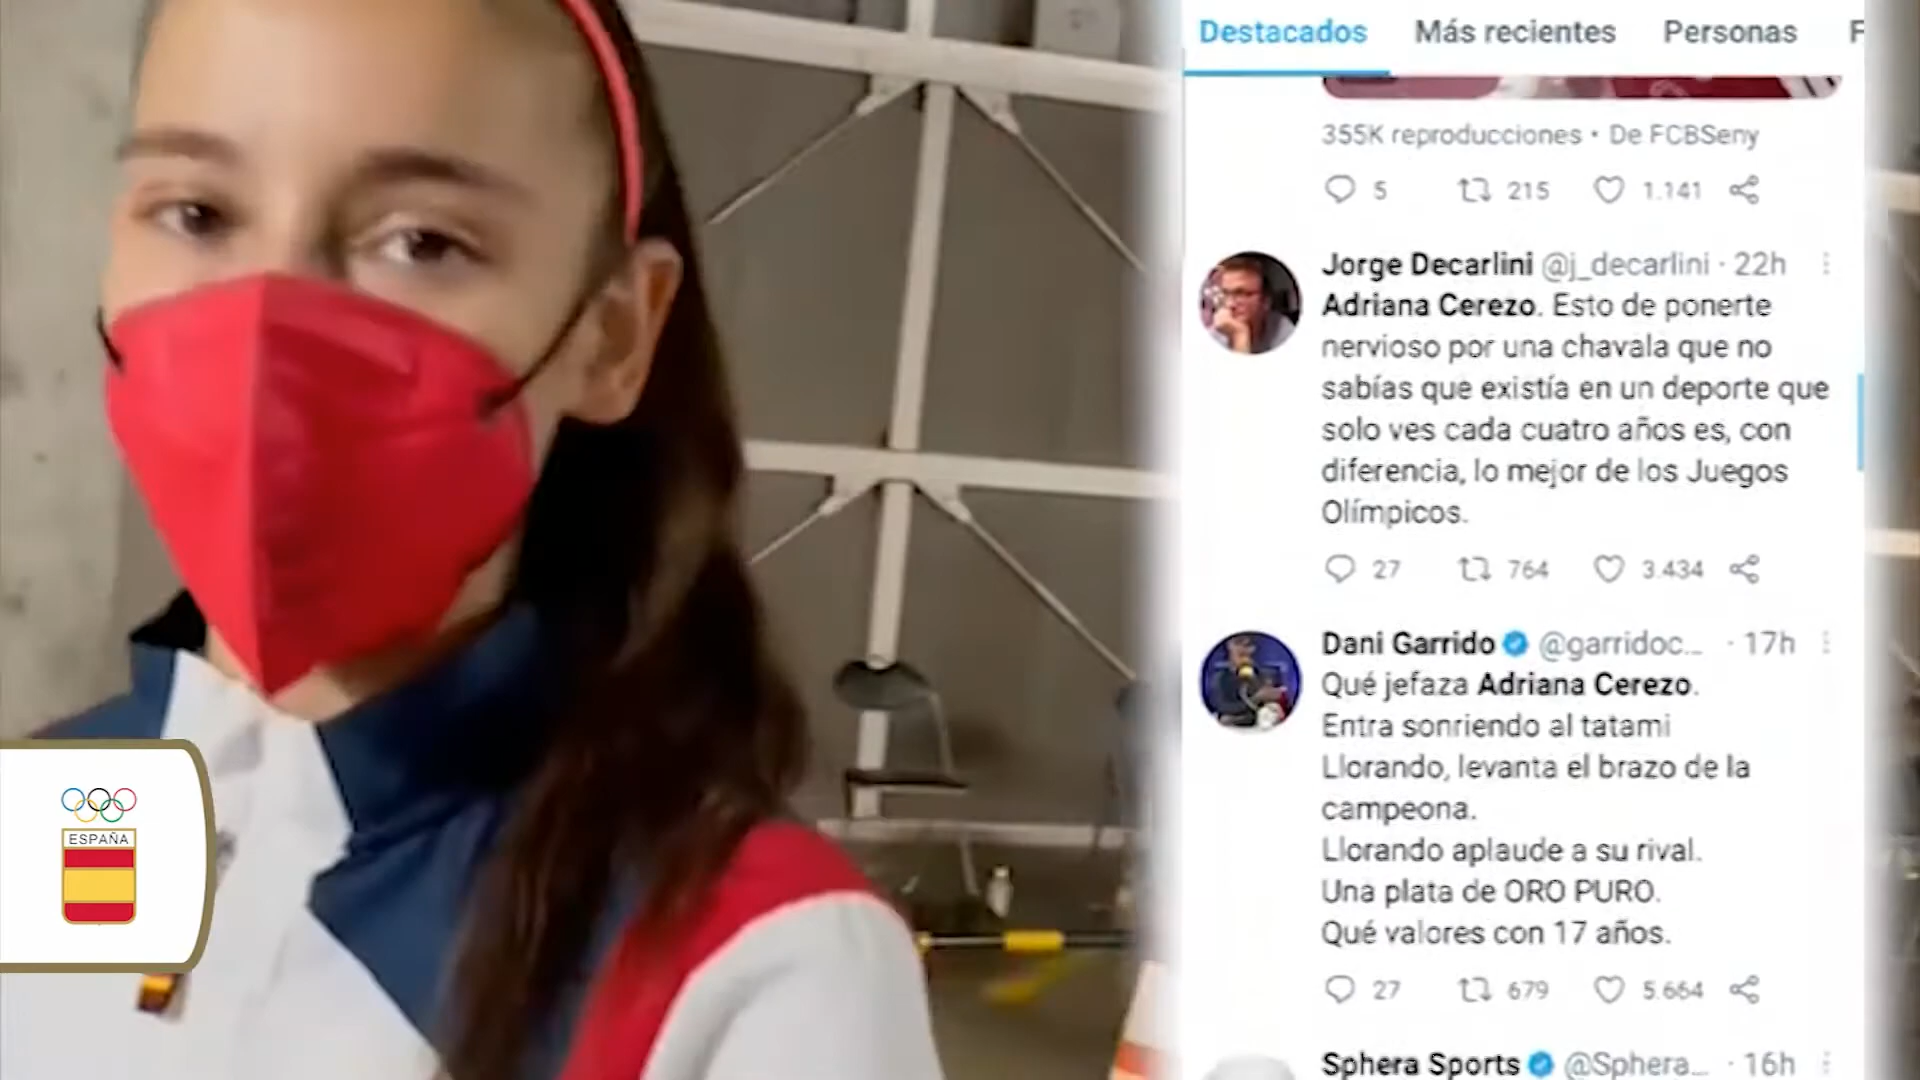 Destacados Más recientes Personas F
355K reproducciones • De FCBSeny
5 215 1.141
Jorge Decarlini @j_decarlini · 22h
Adriana Cerezo. Esto de ponerte
nervioso por una chavala que no
sabías que existía en un deporte que
solo ves cada cuatro años es, con
diferencia, lo mejor de los Juegos
Olímpicos.
27 764 3.434
Dani Garrido @garridoc... · 17h
Qué jefaza Adriana Cerezo.
Entra sonriendo al tatami
Llorando, levanta el brazo de la
campeona.
Llorando aplaude a su rival.
Una plata de ORO PURO.
Qué valores con 17 años.
27 679 5.664
Sphera Sports @Sphera... · 16h
ESPAÑA